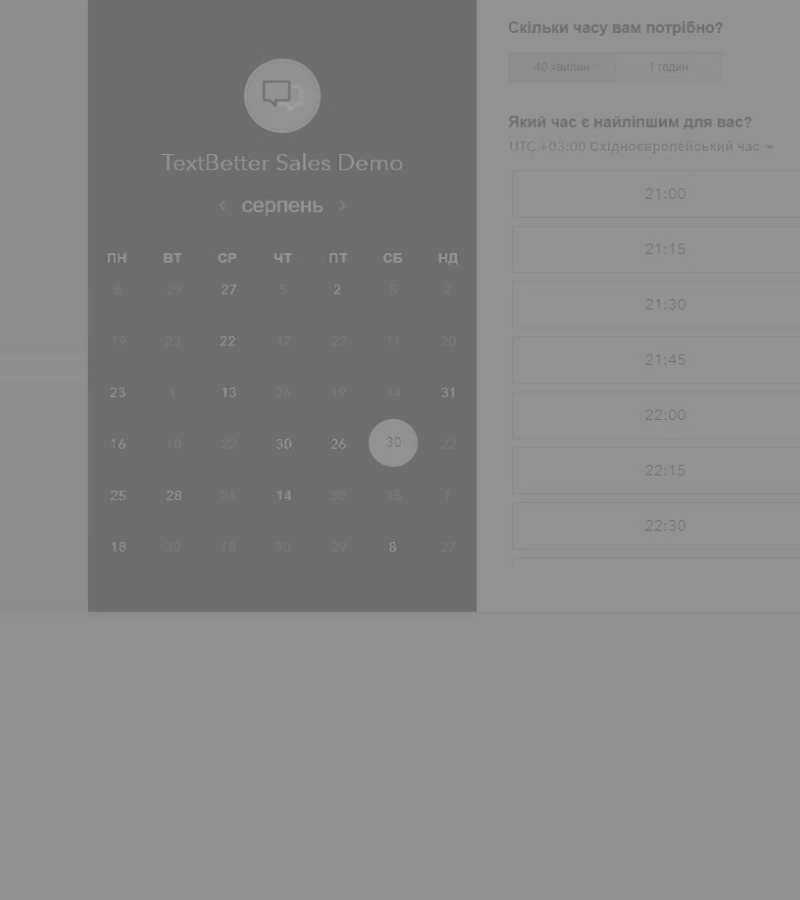 TextBetter Sales Demo
серпень
ПН ВТ СР ЧТ ПТ СБ НД
6 29 27 5 2 5 2
19 23 22 12 22 11 20
23 1 13 26 19 14 31
16 10 22 30 26 30 22
25 28 26 14 30 15 1
18 30 18 30 29 8 27
Скільки часу вам потрібно?
40 хвилин 1 годин
Який час є найліпшим для вас?
UTC +03:00 Східноєвропейський час
21:00
21:15
21:30
21:45
22:00
22:15
22:30